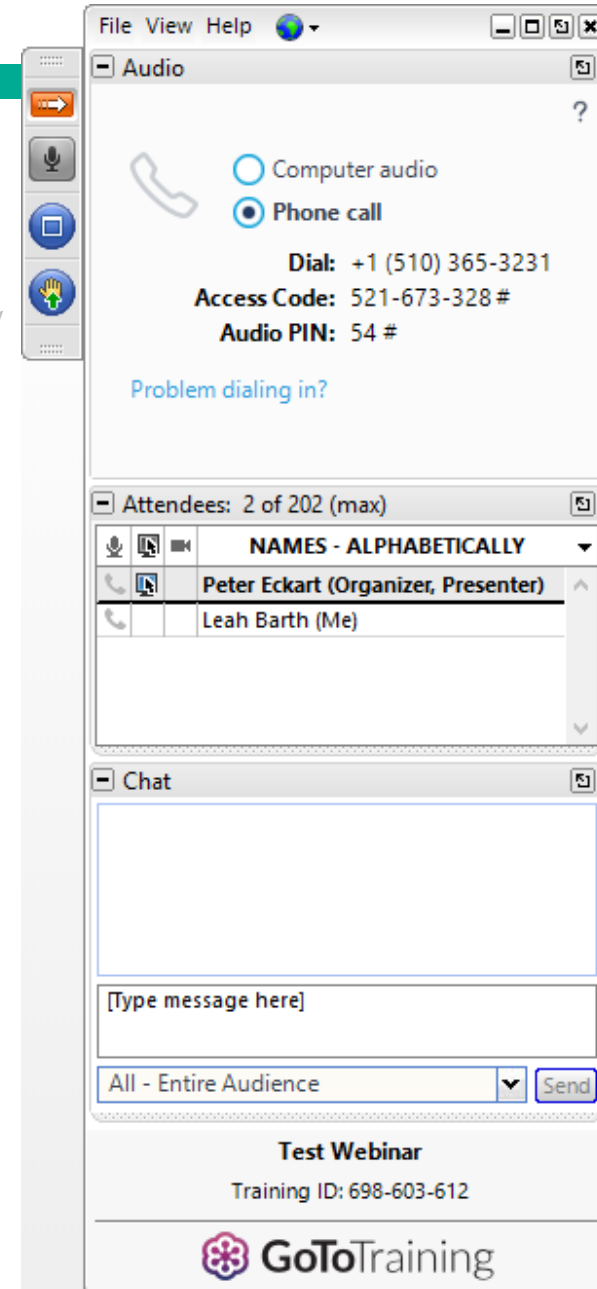 File View Help
Audio
?
Computer audio
Phone call
Dial: +1 (510) 365-3231
Access Code: 521-673-328 #
Audio PIN: 54 #
Problem dialing in?
Attendees: 2 of 202 (max)
NAMES - ALPHABETICALLY
Peter Eckart (Organizer, Presenter)
Leah Barth (Me)
Chat
[Type message here]
All - Entire Audience
Send
Test Webinar
Training ID: 698-603-612
GoToTraining